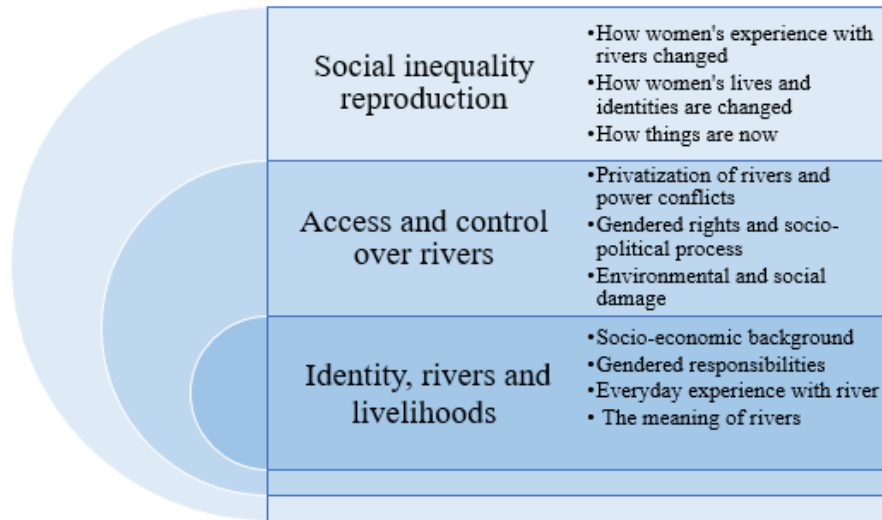 Social inequality
reproduction
•How women's experience with
rivers changed
•How women's lives and
identities are changed
•How things are now
Access and control
over rivers
•Privatization of rivers and
power conflicts
•Gendered rights and socio-
political process
•Environmental and social
damage
Identity, rivers and
livelihoods
•Socio-economic background
•Gendered responsibilities
•Everyday experience with river
• The meaning of rivers